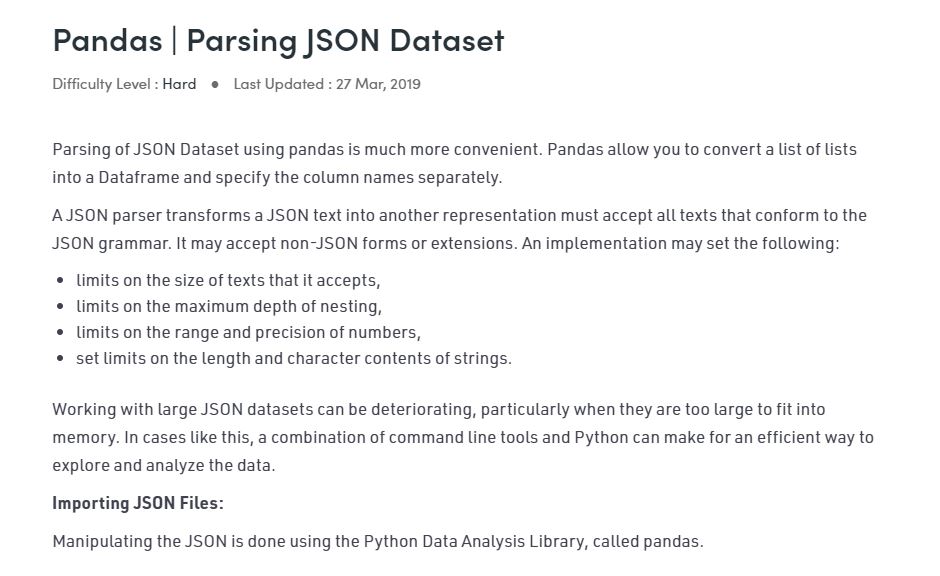 Pandas | Parsing JSON Dataset
Difficulty Level : Hard ● Last Updated : 27 Mar, 2019
Parsing of JSON Dataset using pandas is much more convenient. Pandas allow you to convert a list of lists
into a Dataframe and specify the column names separately.
A JSON parser transforms a JSON text into another representation must accept all texts that conform to the
JSON grammar. It may accept non-JSON forms or extensions. An implementation may set the following:
• limits on the size of texts that it accepts,
• limits on the maximum depth of nesting,
• limits on the range and precision of numbers,
• set limits on the length and character contents of strings.
Working with large JSON datasets can be deteriorating, particularly when they are too large to fit into
memory. In cases like this, a combination of command line tools and Python can make for an efficient way to
explore and analyze the data.
Importing JSON Files:
Manipulating the JSON is done using the Python Data Analysis Library, called pandas.